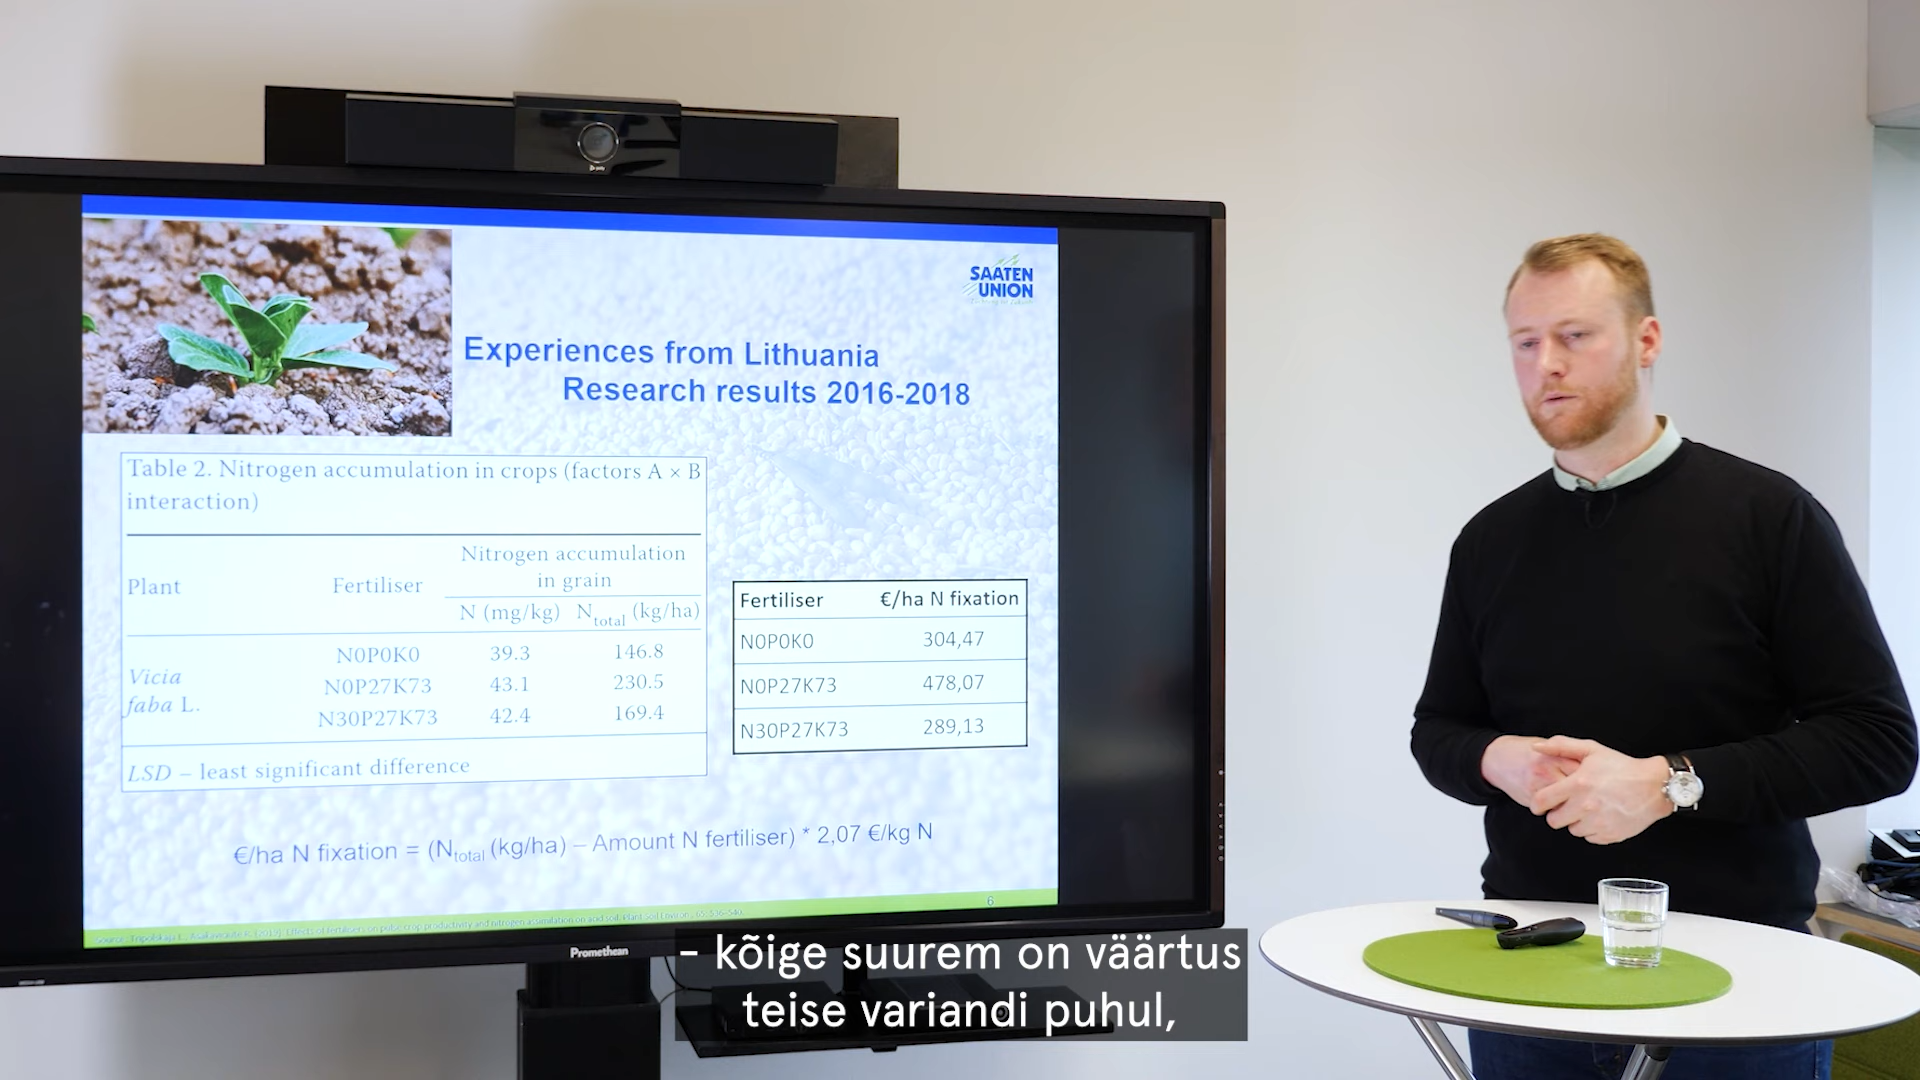 poly
SAATEN
UNION
Experiences from Lithuania
Research results 2016-2018
Table 2. Nitrogen accumulation in crops (factors A × B
interaction)
Plant Fertiliser Nitrogen accumulation
in grain
N (mg/kg) Ntotal (kg/ha)
Vicia
faba L.
N0P0K0 39.3 146.8
N0P27K73 43.1 230.5
N30P27K73 42.4 169.4
LSD – least significant difference
Fertiliser €/ha N fixation
N0P0K0 304,47
N0P27K73 478,07
N30P27K73 289,13
€/ha N fixation = (Ntotal (kg/ha) – Amount N fertiliser) * 2,07 €/kg N
6
Promethean
– kõige suurem on väärtus
teise variandi puhul,